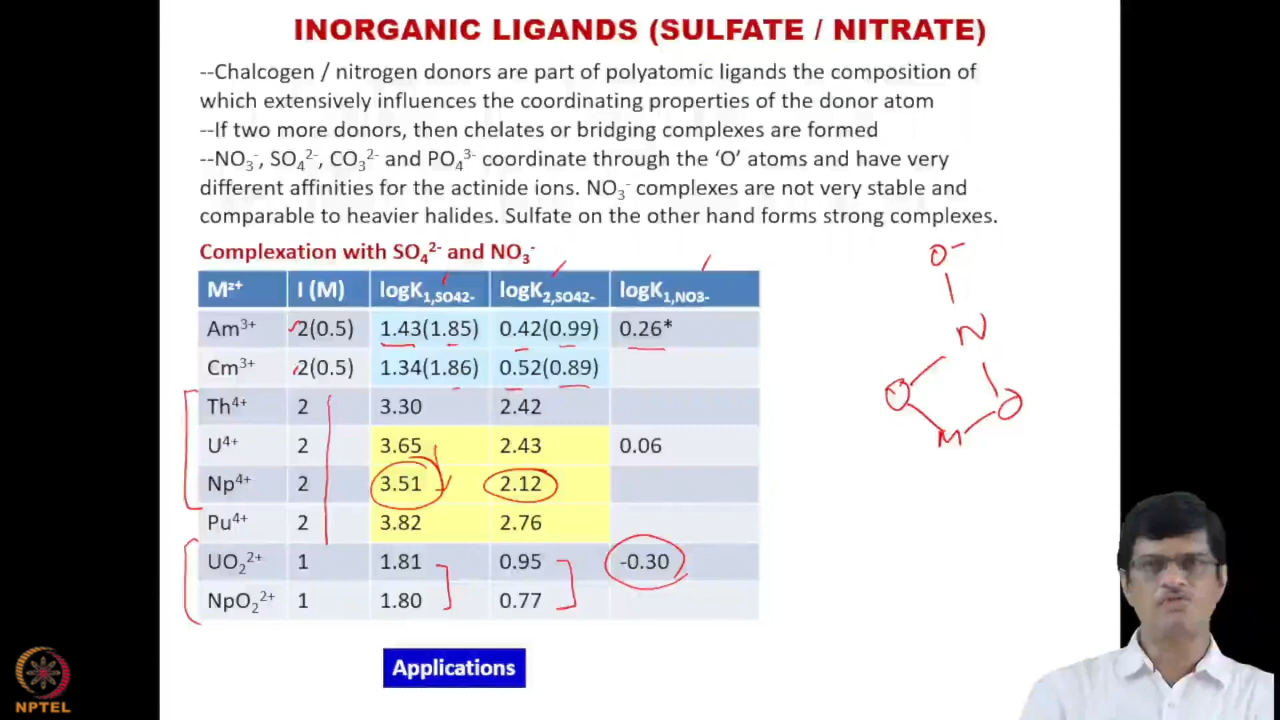 INORGANIC LIGANDS (SULFATE / NITRATE)
--Chalcogen / nitrogen donors are part of polyatomic ligands the composition of
which extensively influences the coordinating properties of the donor atom
--If two more donors, then chelates or bridging complexes are formed
--NO₃⁻, SO₄²⁻, CO₃²⁻ and PO₄³⁻ coordinate through the ‘O’ atoms and have very
different affinities for the actinide ions. NO₃⁻ complexes are not very stable and
comparable to heavier halides. Sulfate on the other hand forms strong complexes.
Complexation with SO₄²⁻ and NO₃⁻
Mᶻ⁺ I (M) logK₁,SO42- logK₂,SO42- logK₁,NO3-
Am³⁺ 2(0.5) 1.43(1.85) 0.42(0.99) 0.26*
Cm³⁺ 2(0.5) 1.34(1.86) 0.52(0.89)
Th⁴⁺ 2 3.30 2.42
U⁴⁺ 2 3.65 2.43 0.06
Np⁴⁺ 2 3.51 2.12
Pu⁴⁺ 2 3.82 2.76
UO₂²⁺ 1 1.81 0.95 -0.30
NpO₂²⁺ 1 1.80 0.77
O⁻
N
O O
M
Applications
NPTEL